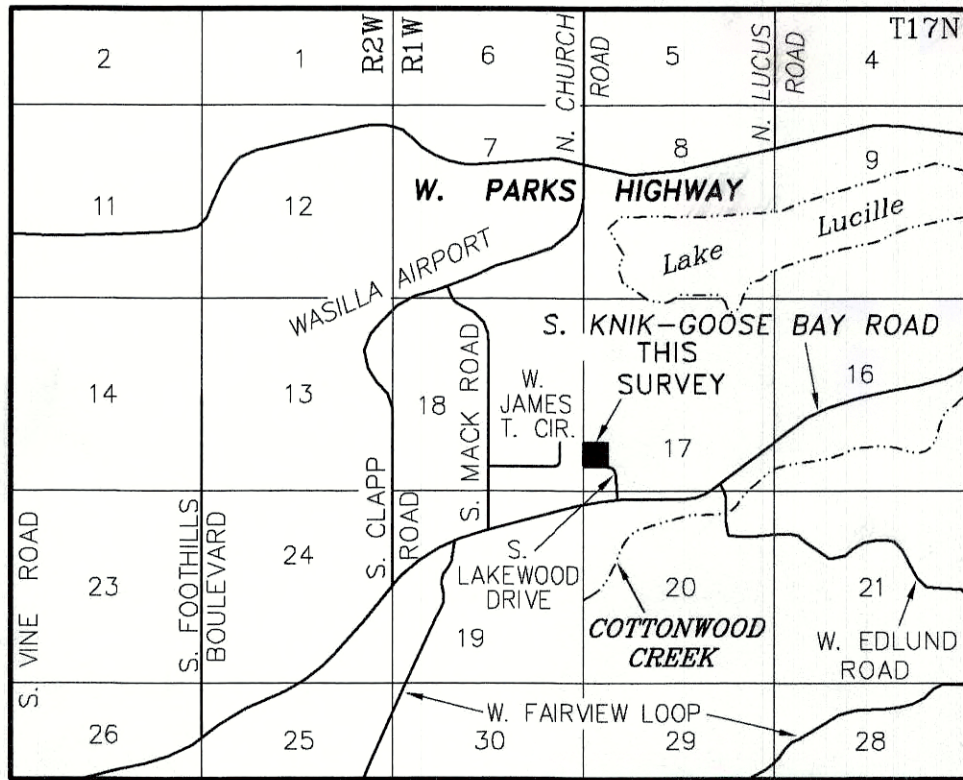 2
1
R2W
R1W
6
N. CHURCH
ROAD
5
N. LUCUS
ROAD
4
T17N
11
12
7
8
9
W. PARKS HIGHWAY
WASILLA AIRPORT
Lake Lucille
14
13
18
S. MACK ROAD
W.
JAMES
T. CIR.
S. KNIK-GOOSE BAY ROAD
THIS
SURVEY
17
16
S. VINE ROAD
23
S. FOOTHILLS
BOULEVARD
24
S. CLAPP
ROAD
19
S.
LAKEWOOD
DRIVE
20
COTTONWOOD
CREEK
21
W. EDLUND
ROAD
26
25
30
W. FAIRVIEW LOOP
29
28